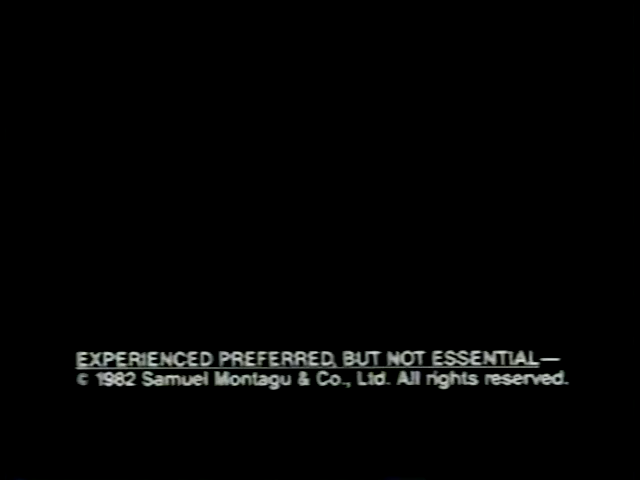 EXPERIENCED PREFERRED, BUT NOT ESSENTIAL—
© 1982 Samuel Montagu & Co., Ltd. All rights reserved.